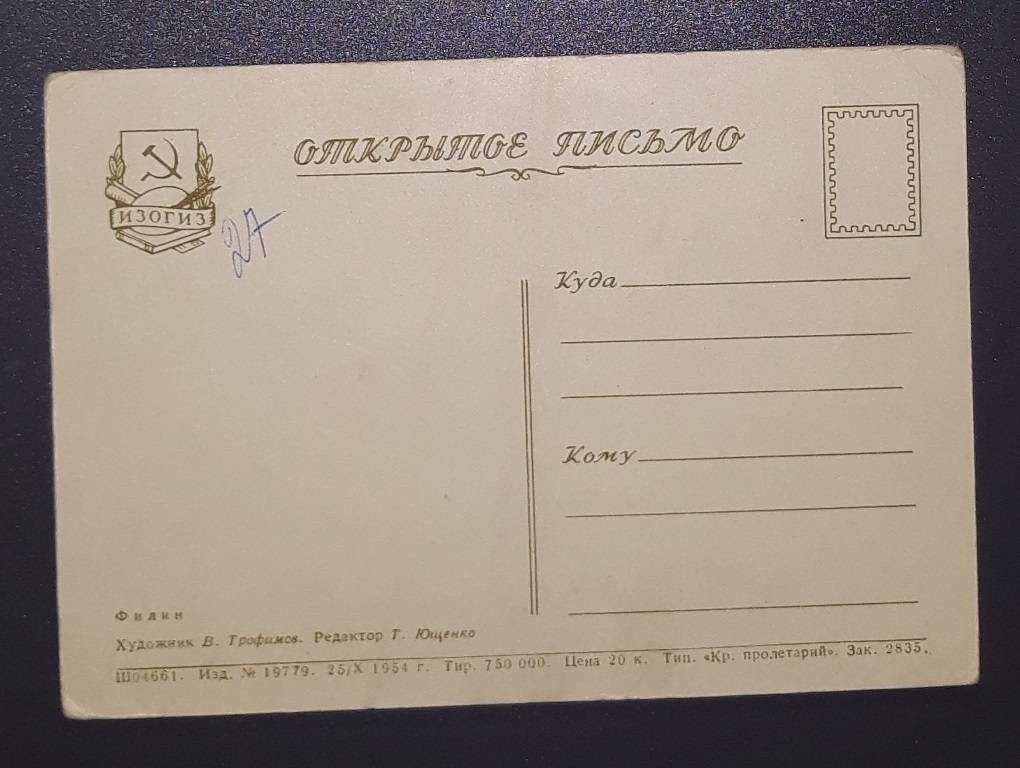 ОТКРЫТОЕ ПИСЬМО
ИЗОГИЗ
27
Куда
Кому
Филин
Художник В. Трофимов. Редактор Т. Ющенко
Ш04661. Изд. № 19779. 25/X 1954 г. Тир. 750 000. Цена 20 к. Тип. «Кр. пролетарий». Зак. 2835.